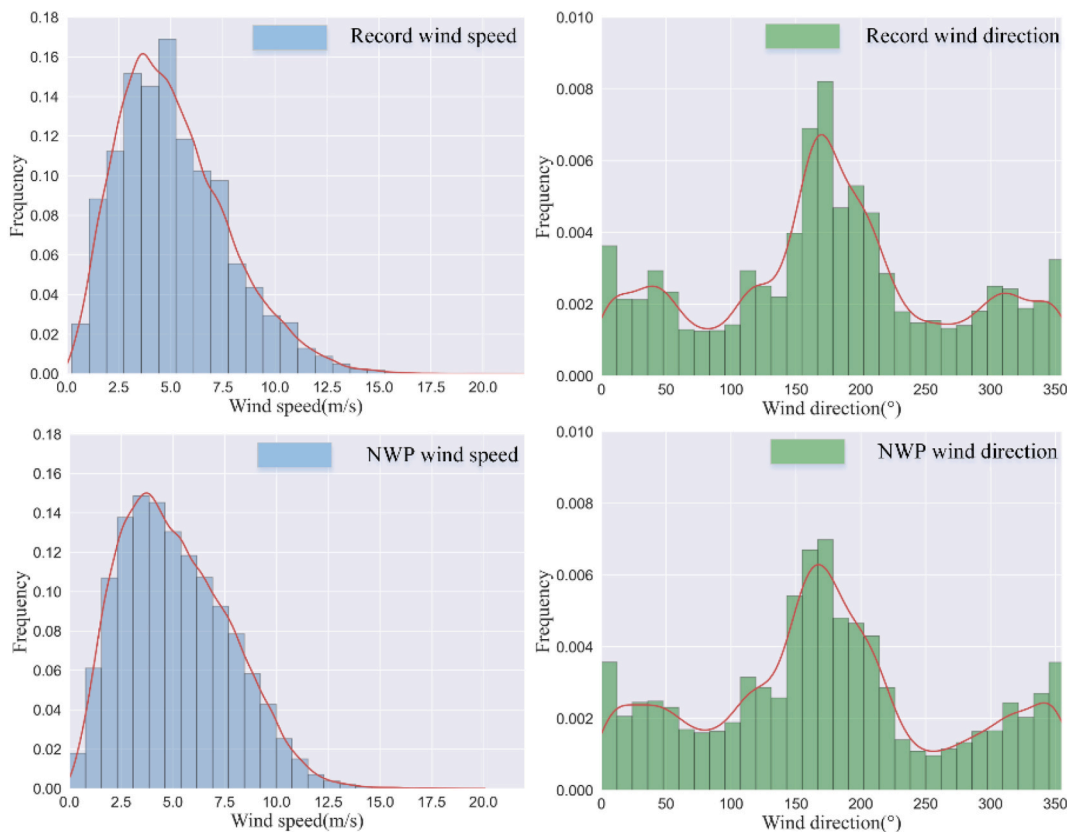 Record wind speed
Frequency
0.18
0.16
0.14
0.12
0.10
0.08
0.06
0.04
0.02
0.00
0.0 2.5 5.0 7.5 10.0 12.5 15.0 17.5 20.0
Wind speed(m/s)
Record wind direction
Frequency
0.010
0.008
0.006
0.004
0.002
0.000
0 50 100 150 200 250 300 350
Wind direction(°)
NWP wind speed
Frequency
0.18
0.16
0.14
0.12
0.10
0.08
0.06
0.04
0.02
0.00
0.0 2.5 5.0 7.5 10.0 12.5 15.0 17.5 20.0
Wind speed(m/s)
NWP wind direction
Frequency
0.010
0.008
0.006
0.004
0.002
0.000
0 50 100 150 200 250 300 350
Wind direction(°)